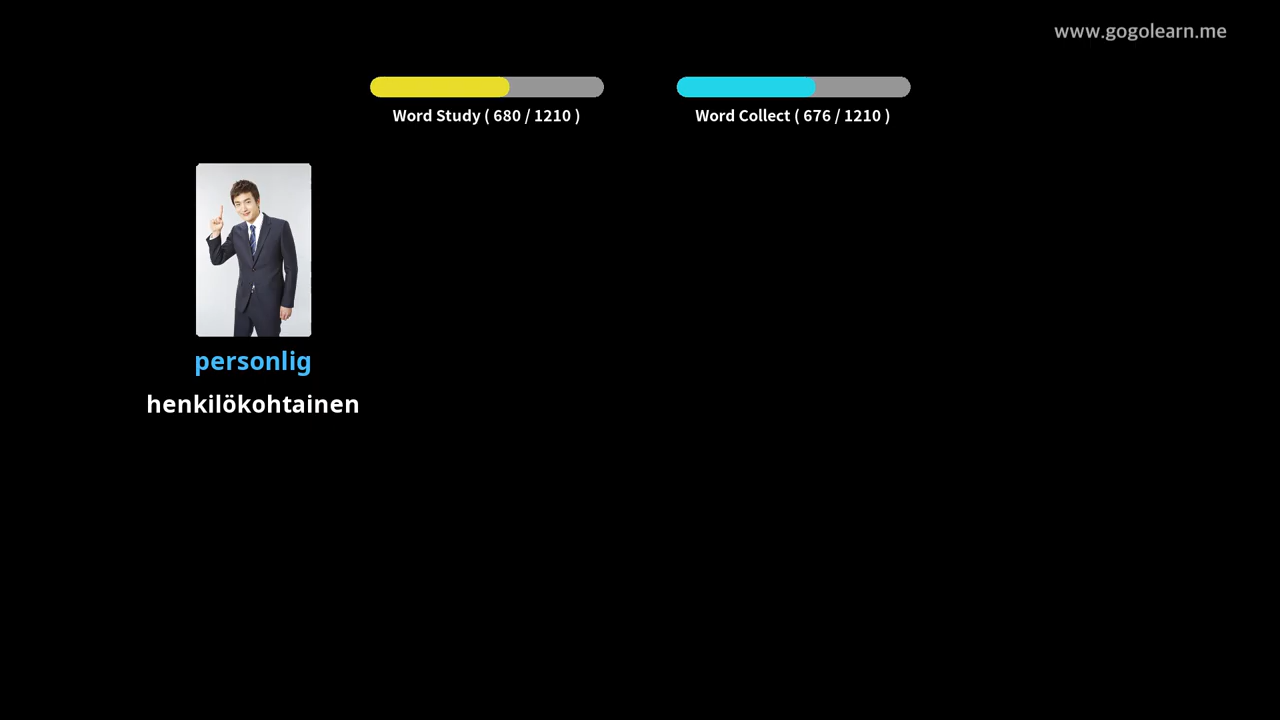 www.gogolearn.me
Word Study ( 680 / 1210 )
Word Collect ( 676 / 1210 )
personlig
henkilökohtainen